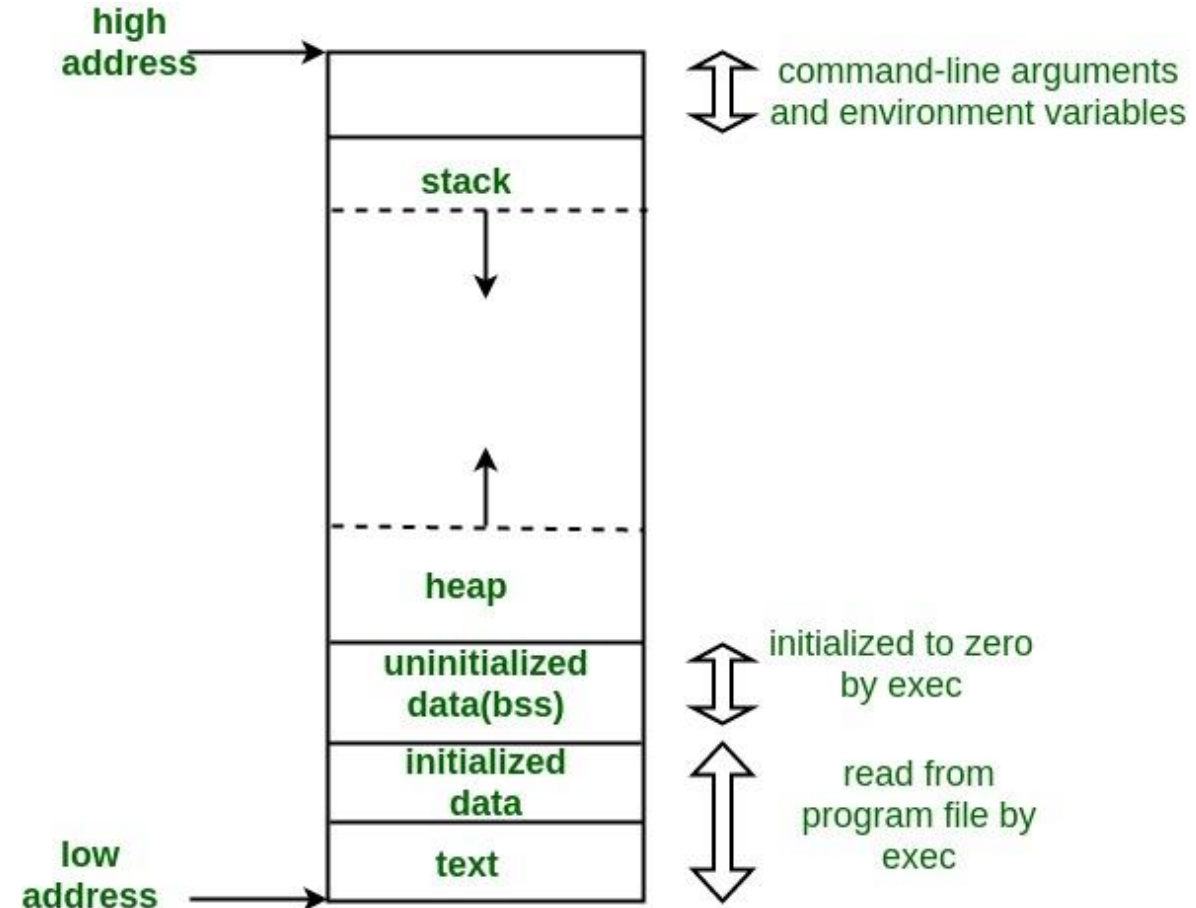 high
address
command-line arguments
and environment variables
stack
heap
uninitialized
data(bss)
initialized to zero
by exec
initialized
data
read from
program file by
exec
text
low
address